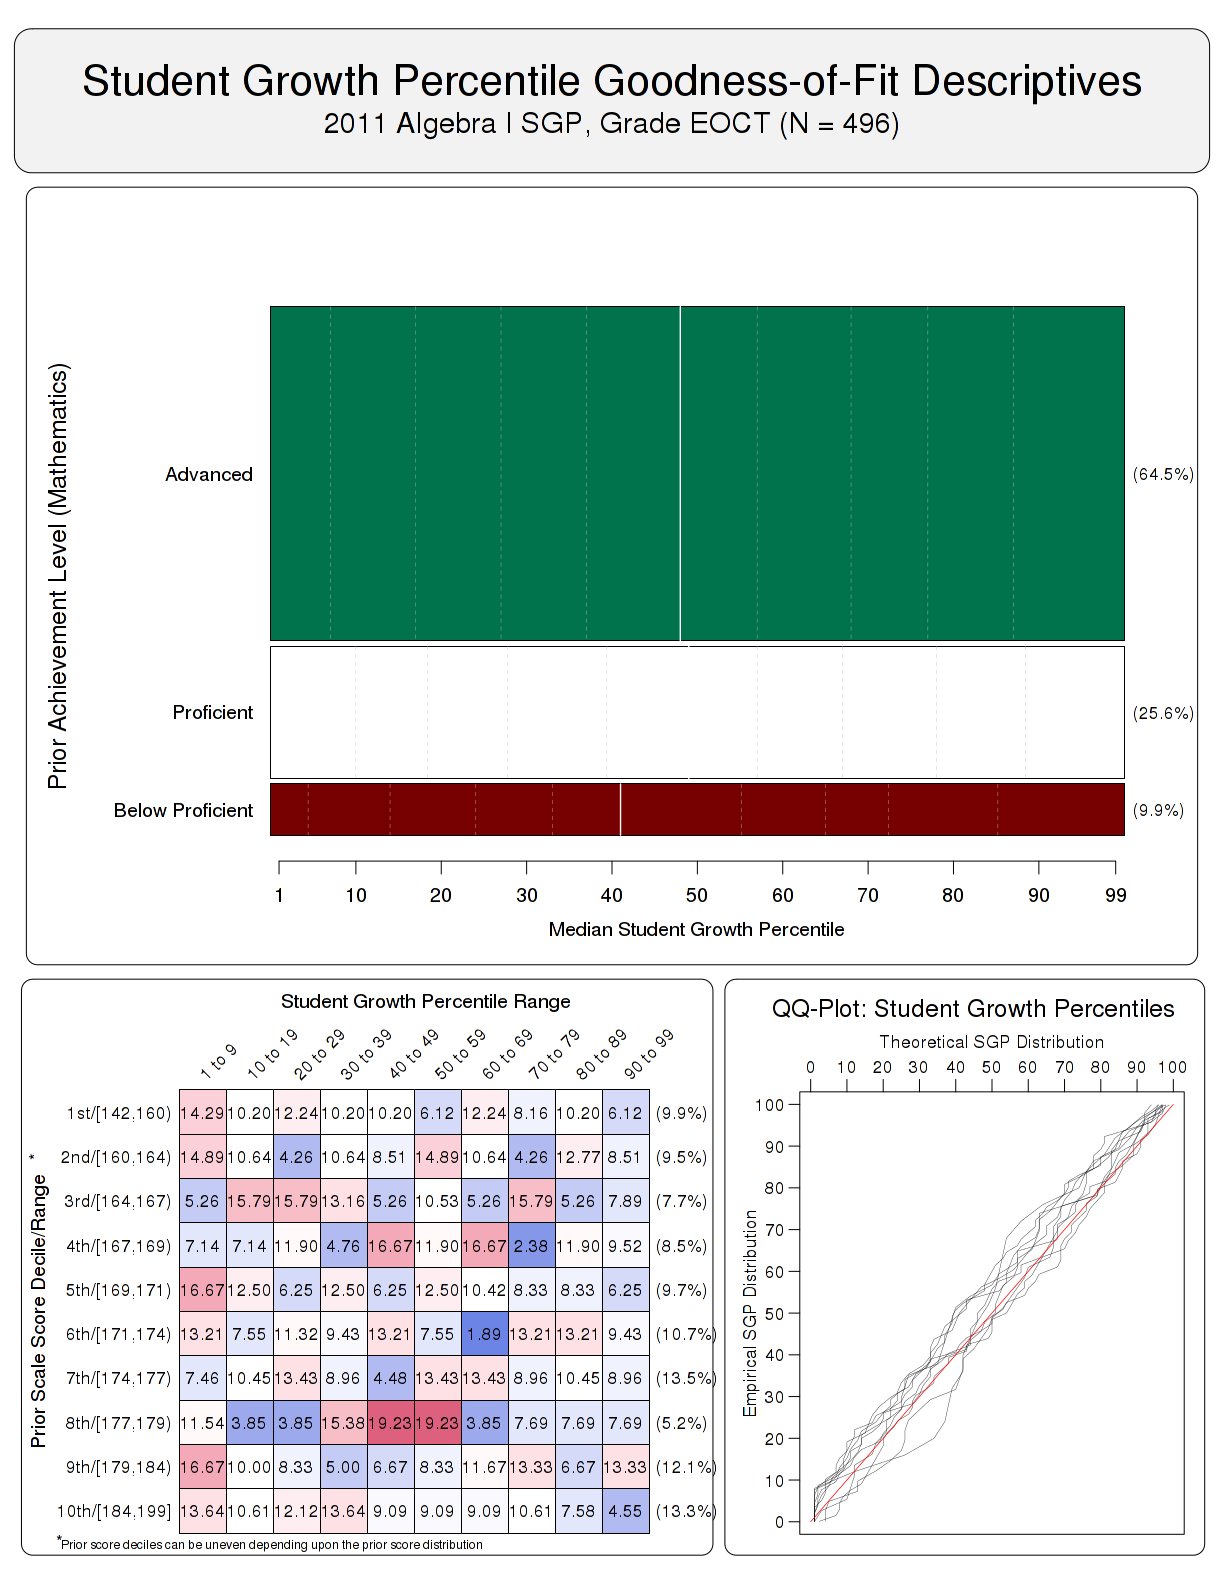 Student Growth Percentile Goodness-of-Fit Descriptives
2011 Algebra I SGP, Grade EOCT (N = 496)
Prior Achievement Level (Mathematics)
Advanced
(64.5%)
Proficient
(25.6%)
Below Proficient
(9.9%)
1 10 20 30 40 50 60 70 80 90 99
Median Student Growth Percentile
Student Growth Percentile Range
1 to 9 10 to 19 20 to 29 30 to 39 40 to 49 50 to 59 60 to 69 70 to 79 80 to 89 90 to 99
Prior Scale Score Decile/Range *
1st/[142,160) 14.29 10.20 12.24 10.20 10.20 6.12 12.24 8.16 10.20 6.12 (9.9%)
2nd/[160,164) 14.89 10.64 4.26 10.64 8.51 14.89 10.64 4.26 12.77 8.51 (9.5%)
3rd/[164,167) 5.26 15.79 15.79 13.16 5.26 10.53 5.26 15.79 5.26 7.89 (7.7%)
4th/[167,169) 7.14 7.14 11.90 4.76 16.67 11.90 16.67 2.38 11.90 9.52 (8.5%)
5th/[169,171) 16.67 12.50 6.25 12.50 6.25 12.50 10.42 8.33 8.33 6.25 (9.7%)
6th/[171,174) 13.21 7.55 11.32 9.43 13.21 7.55 1.89 13.21 13.21 9.43 (10.7%)
7th/[174,177) 7.46 10.45 13.43 8.96 4.48 13.43 13.43 8.96 10.45 8.96 (13.5%)
8th/[177,179) 11.54 3.85 3.85 15.38 19.23 19.23 3.85 7.69 7.69 7.69 (5.2%)
9th/[179,184) 16.67 10.00 8.33 5.00 6.67 8.33 11.67 13.33 6.67 13.33 (12.1%)
10th/[184,199] 13.64 10.61 12.12 13.64 9.09 9.09 9.09 10.61 7.58 4.55 (13.3%)
*Prior score deciles can be uneven depending upon the prior score distribution
QQ-Plot: Student Growth Percentiles
Theoretical SGP Distribution
0 10 20 30 40 50 60 70 80 90 100
Empirical SGP Distribution
100
90
80
70
60
50
40
30
20
10
0